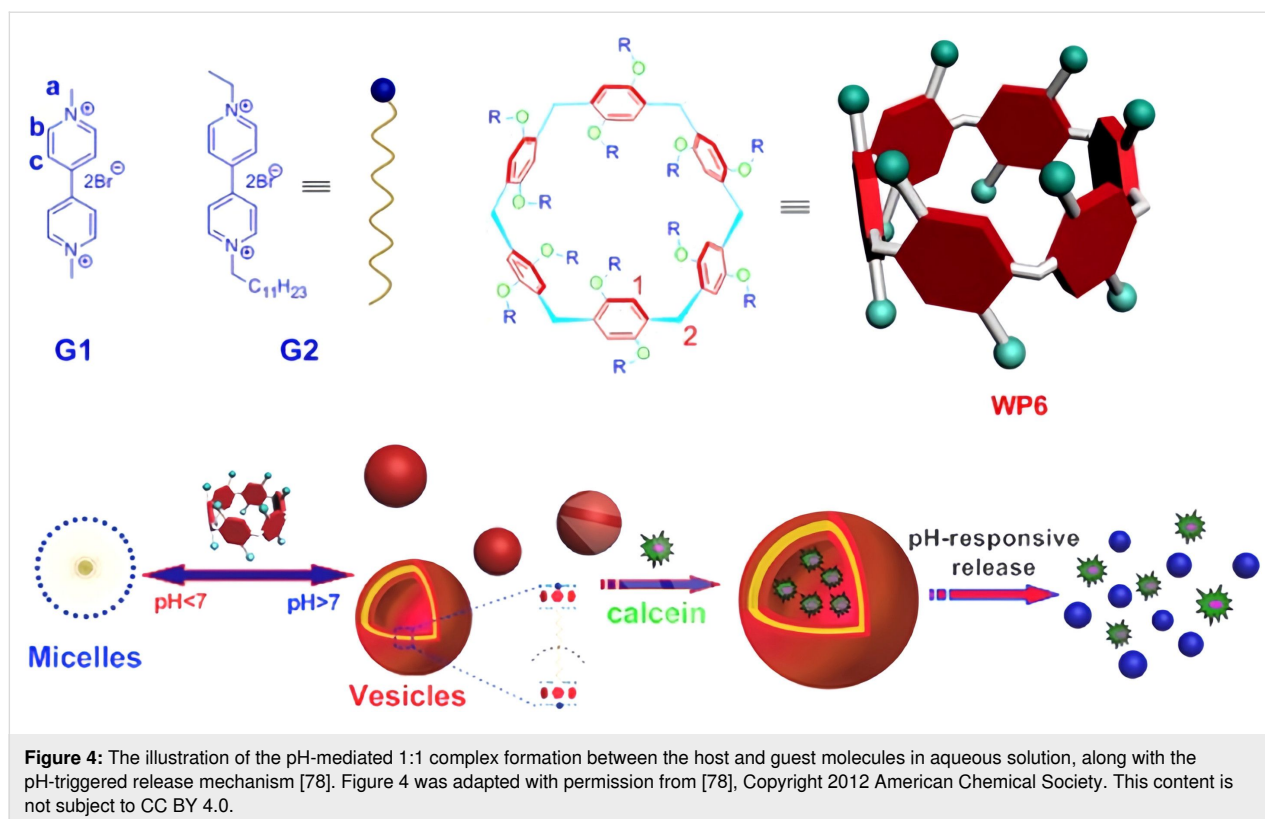 a
b
c
N⊕
2Br⊖
N⊕
G1
N⊕
2Br⊖
N⊕
C₁₁H₂₃
G2
R
O
O
R
R
O
O
R
R
O
O
R
R
O
O
R
R
O
O
R
R
O
O
R
1
2
WP6
pH<7
pH>7
Micelles
Vesicles
calcein
pH-responsive
release
Figure 4: The illustration of the pH-mediated 1:1 complex formation between the host and guest molecules in aqueous solution, along with the
pH-triggered release mechanism [78]. Figure 4 was adapted with permission from [78], Copyright 2012 American Chemical Society. This content is
not subject to CC BY 4.0.